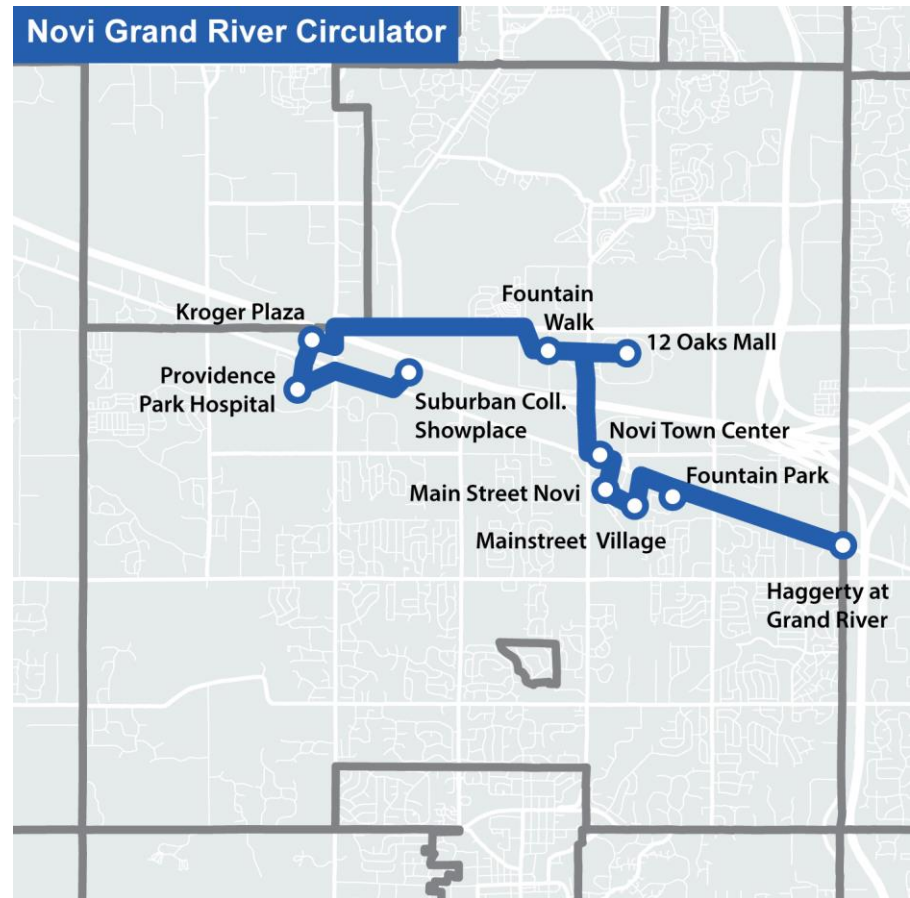 Novi Grand River Circulator
Fountain
Walk
Kroger Plaza
12 Oaks Mall
Providence
Park Hospital
Suburban Coll.
Showplace
Novi Town Center
Fountain Park
Main Street Novi
Mainstreet Village
Haggerty at
Grand River